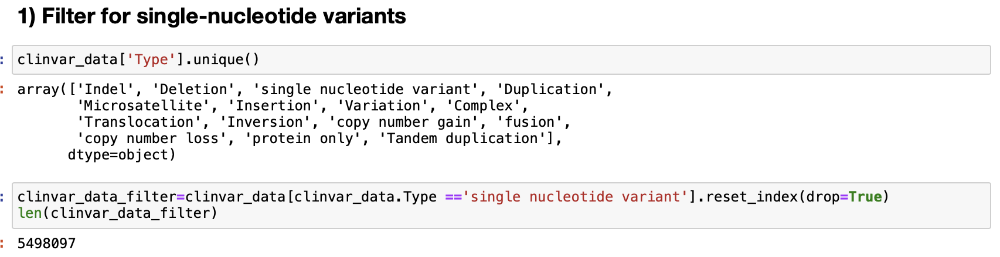 1) Filter for single-nucleotide variants
: clinvar_data['Type'].unique()
: array(['Indel', 'Deletion', 'single nucleotide variant', 'Duplication',
'Microsatellite', 'Insertion', 'Variation', 'Complex',
'Translocation', 'Inversion', 'copy number gain', 'fusion',
'copy number loss', 'protein only', 'Tandem duplication'],
dtype=object)
: clinvar_data_filter=clinvar_data[clinvar_data.Type =='single nucleotide variant'].reset_index(drop=True)
len(clinvar_data_filter)
: 5498097